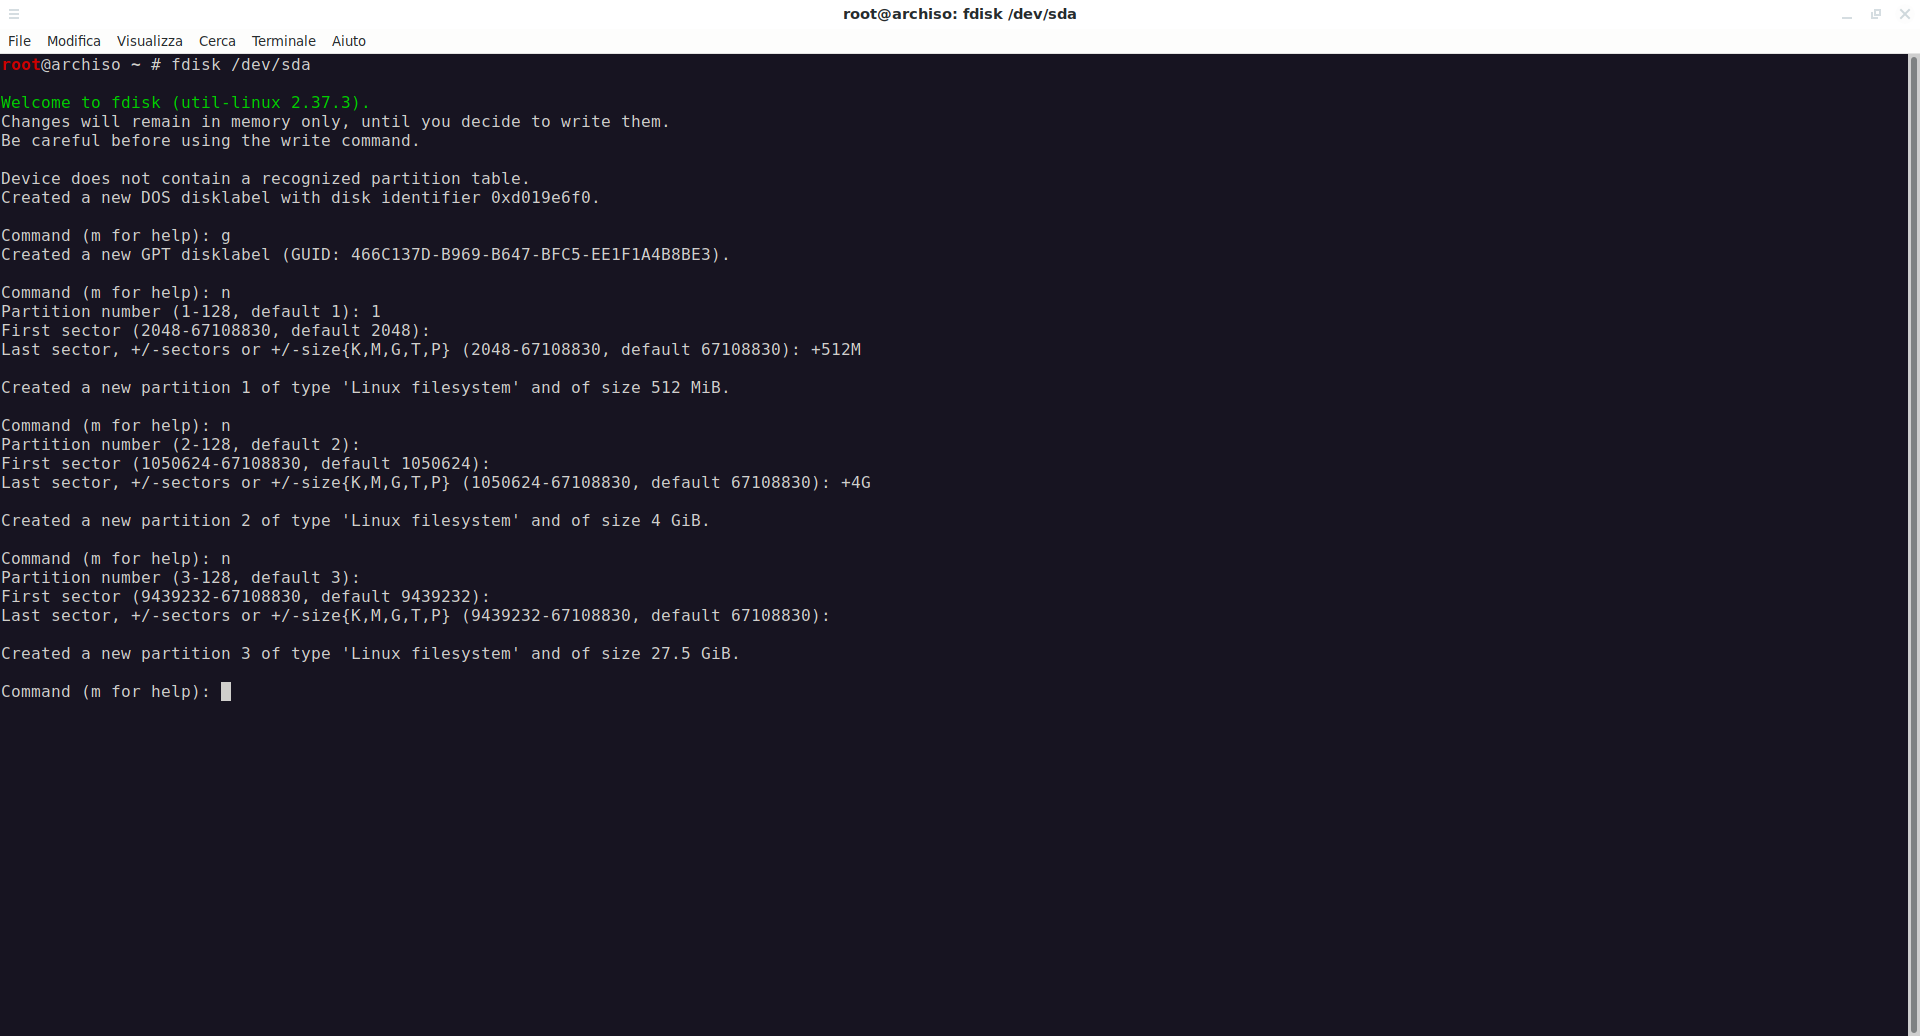 root@archiso: fdisk /dev/sda
File Modifica Visualizza Cerca Terminale Aiuto
root@archiso ~ # fdisk /dev/sda
Welcome to fdisk (util-linux 2.37.3).
Changes will remain in memory only, until you decide to write them.
Be careful before using the write command.
Device does not contain a recognized partition table.
Created a new DOS disklabel with disk identifier 0xd019e6f0.
Command (m for help): g
Created a new GPT disklabel (GUID: 466C137D-B969-B647-BFC5-EE1F1A4B8BE3).
Command (m for help): n
Partition number (1-128, default 1): 1
First sector (2048-67108830, default 2048):
Last sector, +/-sectors or +/-size{K,M,G,T,P} (2048-67108830, default 67108830): +512M
Created a new partition 1 of type 'Linux filesystem' and of size 512 MiB.
Command (m for help): n
Partition number (2-128, default 2):
First sector (1050624-67108830, default 1050624):
Last sector, +/-sectors or +/-size{K,M,G,T,P} (1050624-67108830, default 67108830): +4G
Created a new partition 2 of type 'Linux filesystem' and of size 4 GiB.
Command (m for help): n
Partition number (3-128, default 3):
First sector (9439232-67108830, default 9439232):
Last sector, +/-sectors or +/-size{K,M,G,T,P} (9439232-67108830, default 67108830):
Created a new partition 3 of type 'Linux filesystem' and of size 27.5 GiB.
Command (m for help):